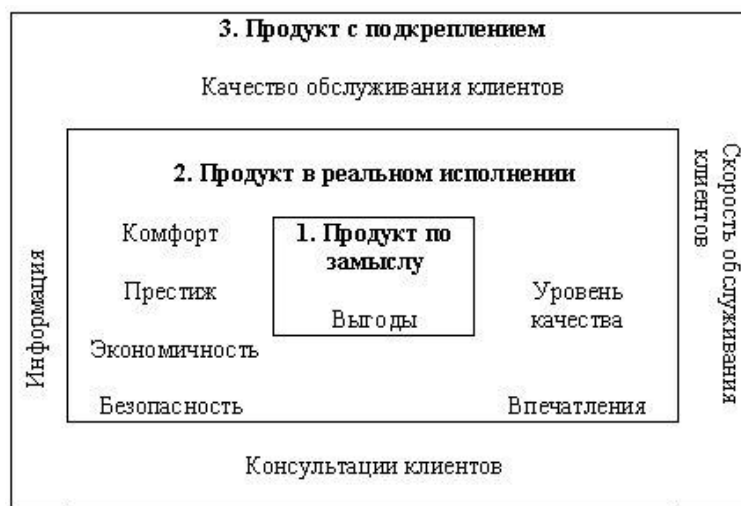 3. Продукт с подкреплением
Качество обслуживания клиентов
2. Продукт в реальном исполнении
Комфорт
Престиж
Экономичность
Безопасность
1. Продукт по
замыслу
Выгоды
Уровень
качества
Впечатления
Информация
Скорость обслуживания
клиентов
Консультации клиентов